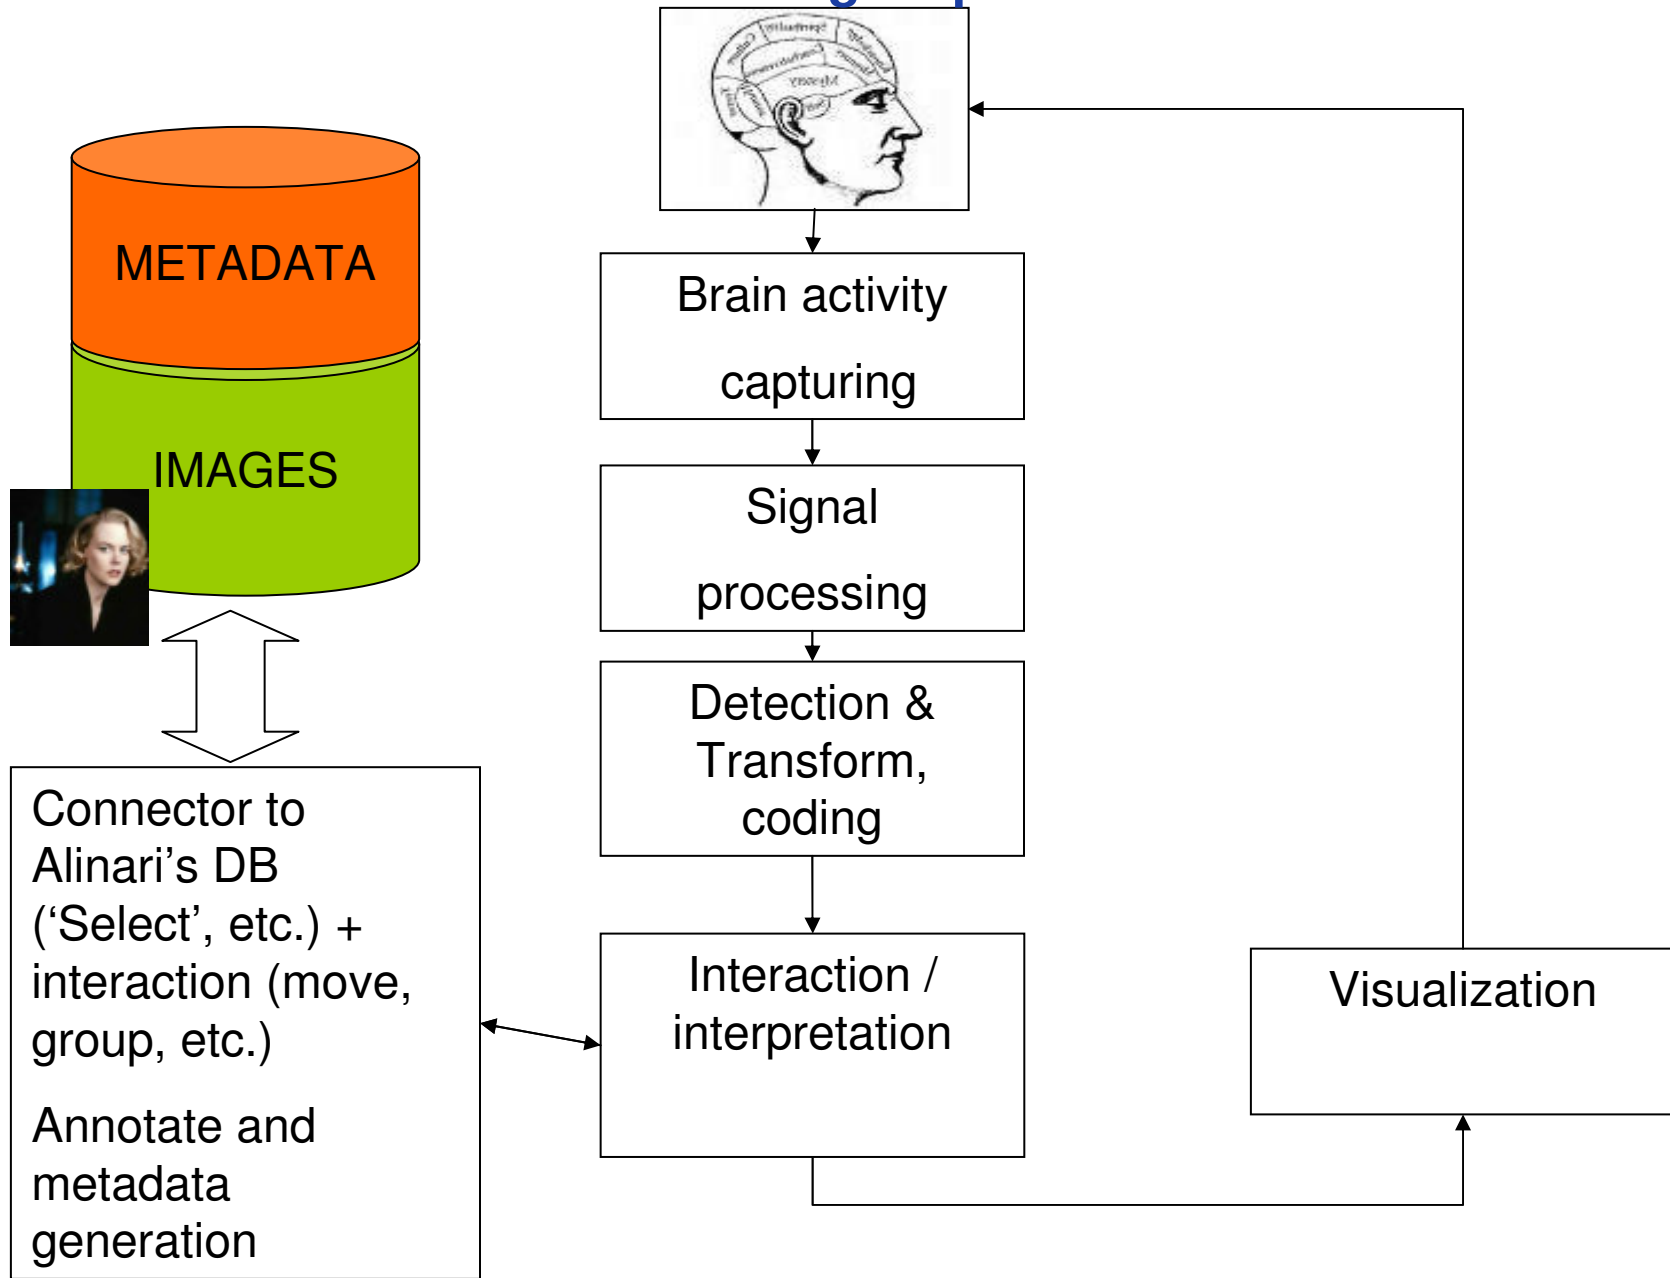 METADATA
IMAGES
Brain activity
capturing
Signal
processing
Detection &
Transform,
coding
Interaction /
interpretation
Visualization
Connector to
Alinari’s DB
(‘Select’, etc.) +
interaction (move,
group, etc.)
Annotate and
metadata
generation